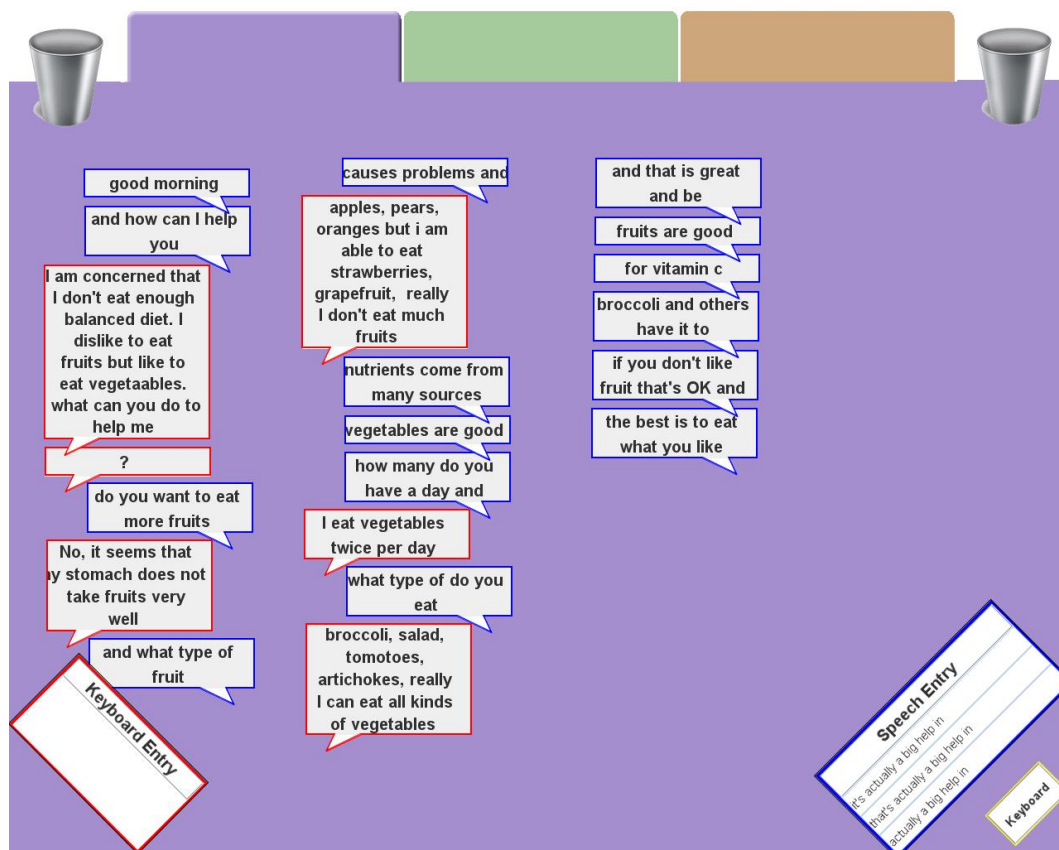 good morning
and how can I help
you
I am concerned that
I don't eat enough
balanced diet. I
dislike to eat
fruits but like to
eat vegetaables.
what can you do to
help me
?
do you want to eat
more fruits
No, it seems that
y stomach does not
take fruits very
well
and what type of
fruit
Keyboard Entry
causes problems and
apples, pears,
oranges but i am
able to eat
strawberries,
grapefruit, really
I don't eat much
fruits
nutrients come from
many sources
vegetables are good
how many do you
have a day and
I eat vegetables
twice per day
what type of do you
eat
broccoli, salad,
tomotoes,
artichokes, really
I can eat all kinds
of vegetables
and that is great
and be
fruits are good
for vitamin c
broccoli and others
have it to
if you don't like
fruit that's OK and
the best is to eat
what you like
Speech Entry
it's actually a big help in
that's actually a big help in
actually a big help in
Keyboard